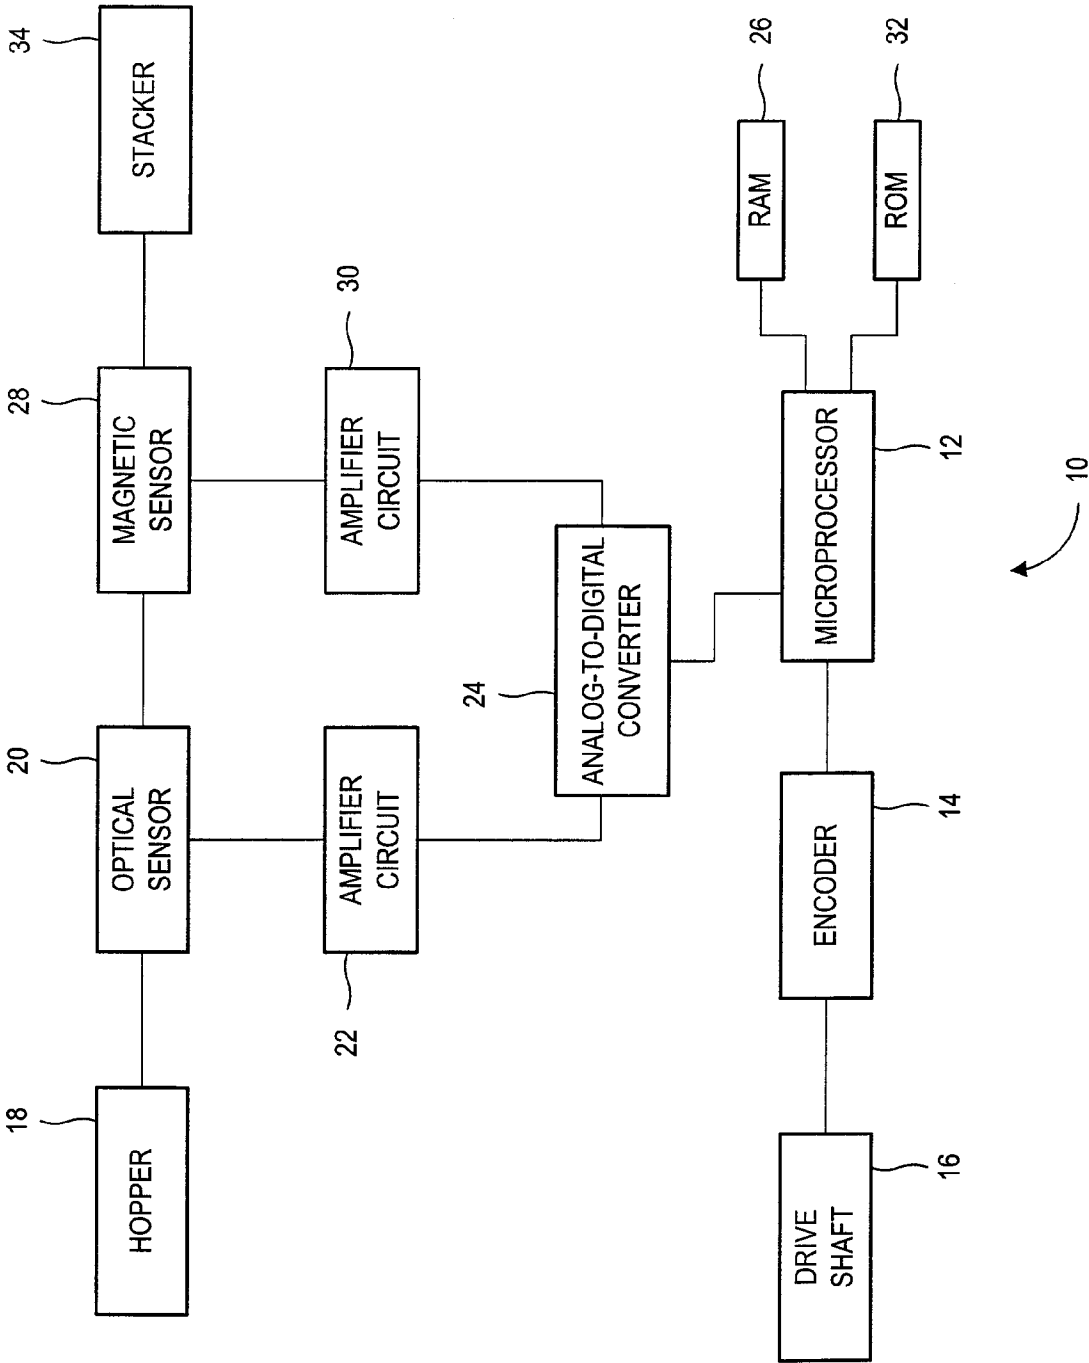 18
HOPPER
20
OPTICAL
SENSOR
28
MAGNETIC
SENSOR
34
STACKER
22
AMPLIFIER
CIRCUIT
30
AMPLIFIER
CIRCUIT
24
ANALOG-TO-DIGITAL
CONVERTER
26
RAM
32
ROM
DRIVE
SHAFT
16
ENCODER
14
MICROPROCESSOR
12
10